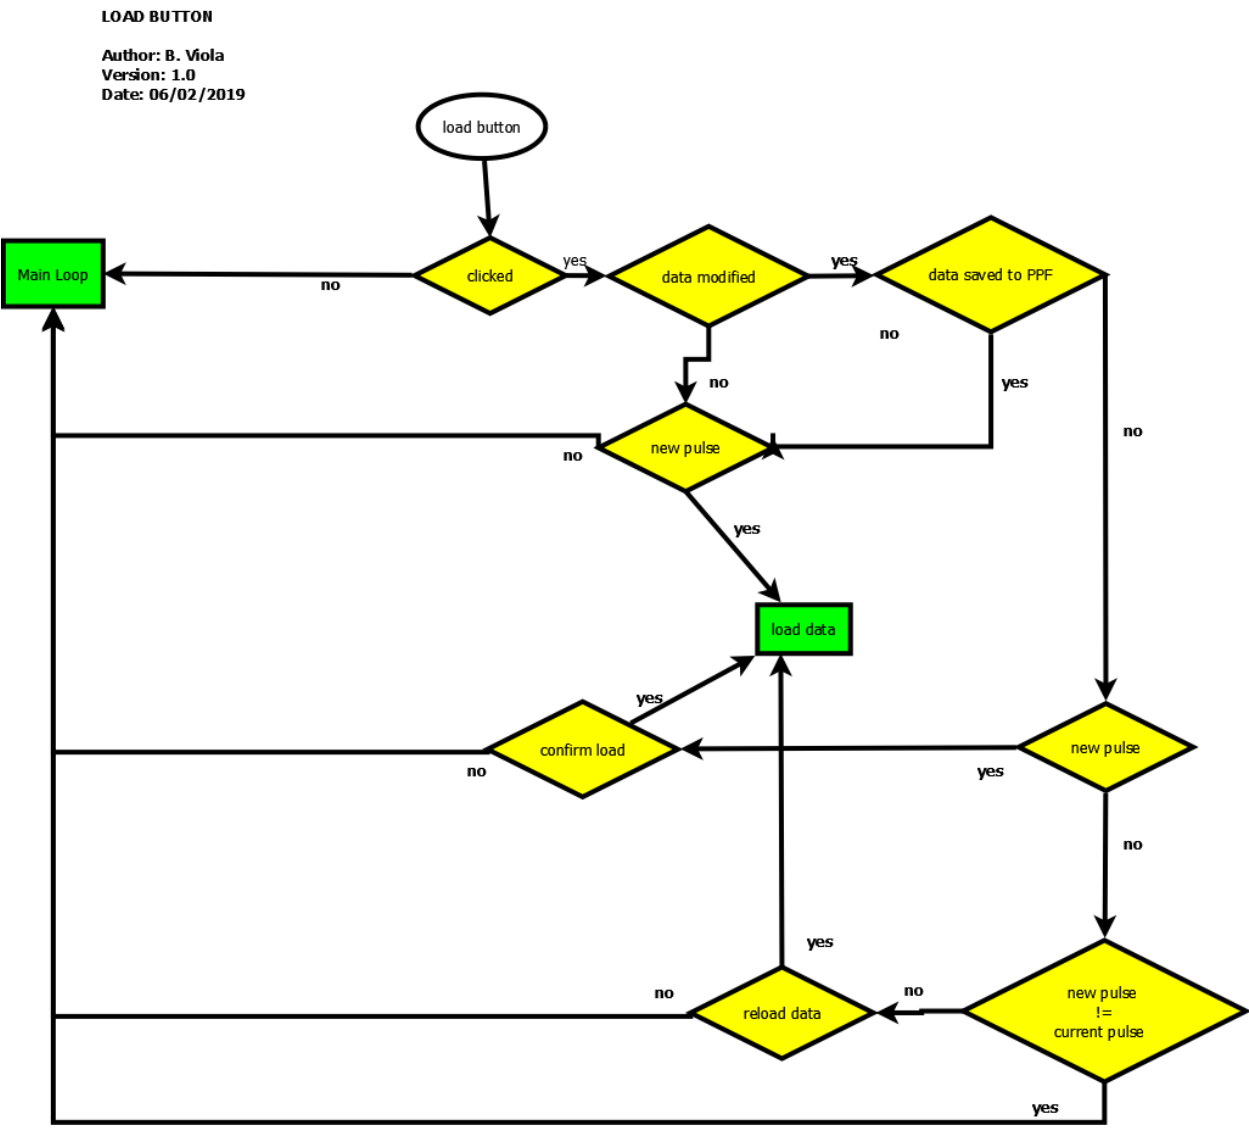 LOAD BUTTON
Author: B. Viola
Version: 1.0
Date: 06/02/2019
load button
Main Loop
no
clicked
yes
data modified
yes
data saved to PPF
no
yes
no
no
no
new pulse
yes
load data
yes
confirm load
no
yes
new pulse
no
yes
no
reload data
no
new pulse
!=
current pulse
yes